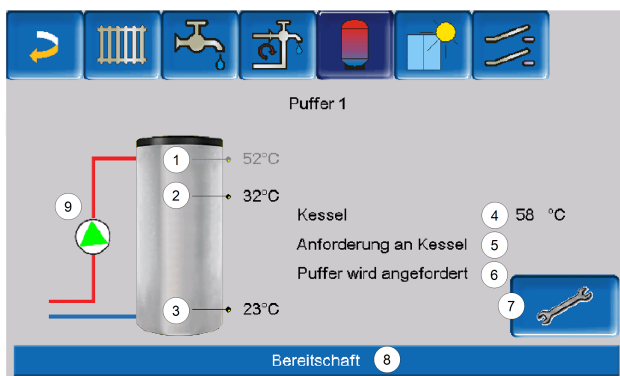 Puffer 1
1 52°C
2 32°C
9
Kessel 4 58 °C
Anforderung an Kessel 5
Puffer wird angefordert 6
3 23°C
7
Bereitschaft 8